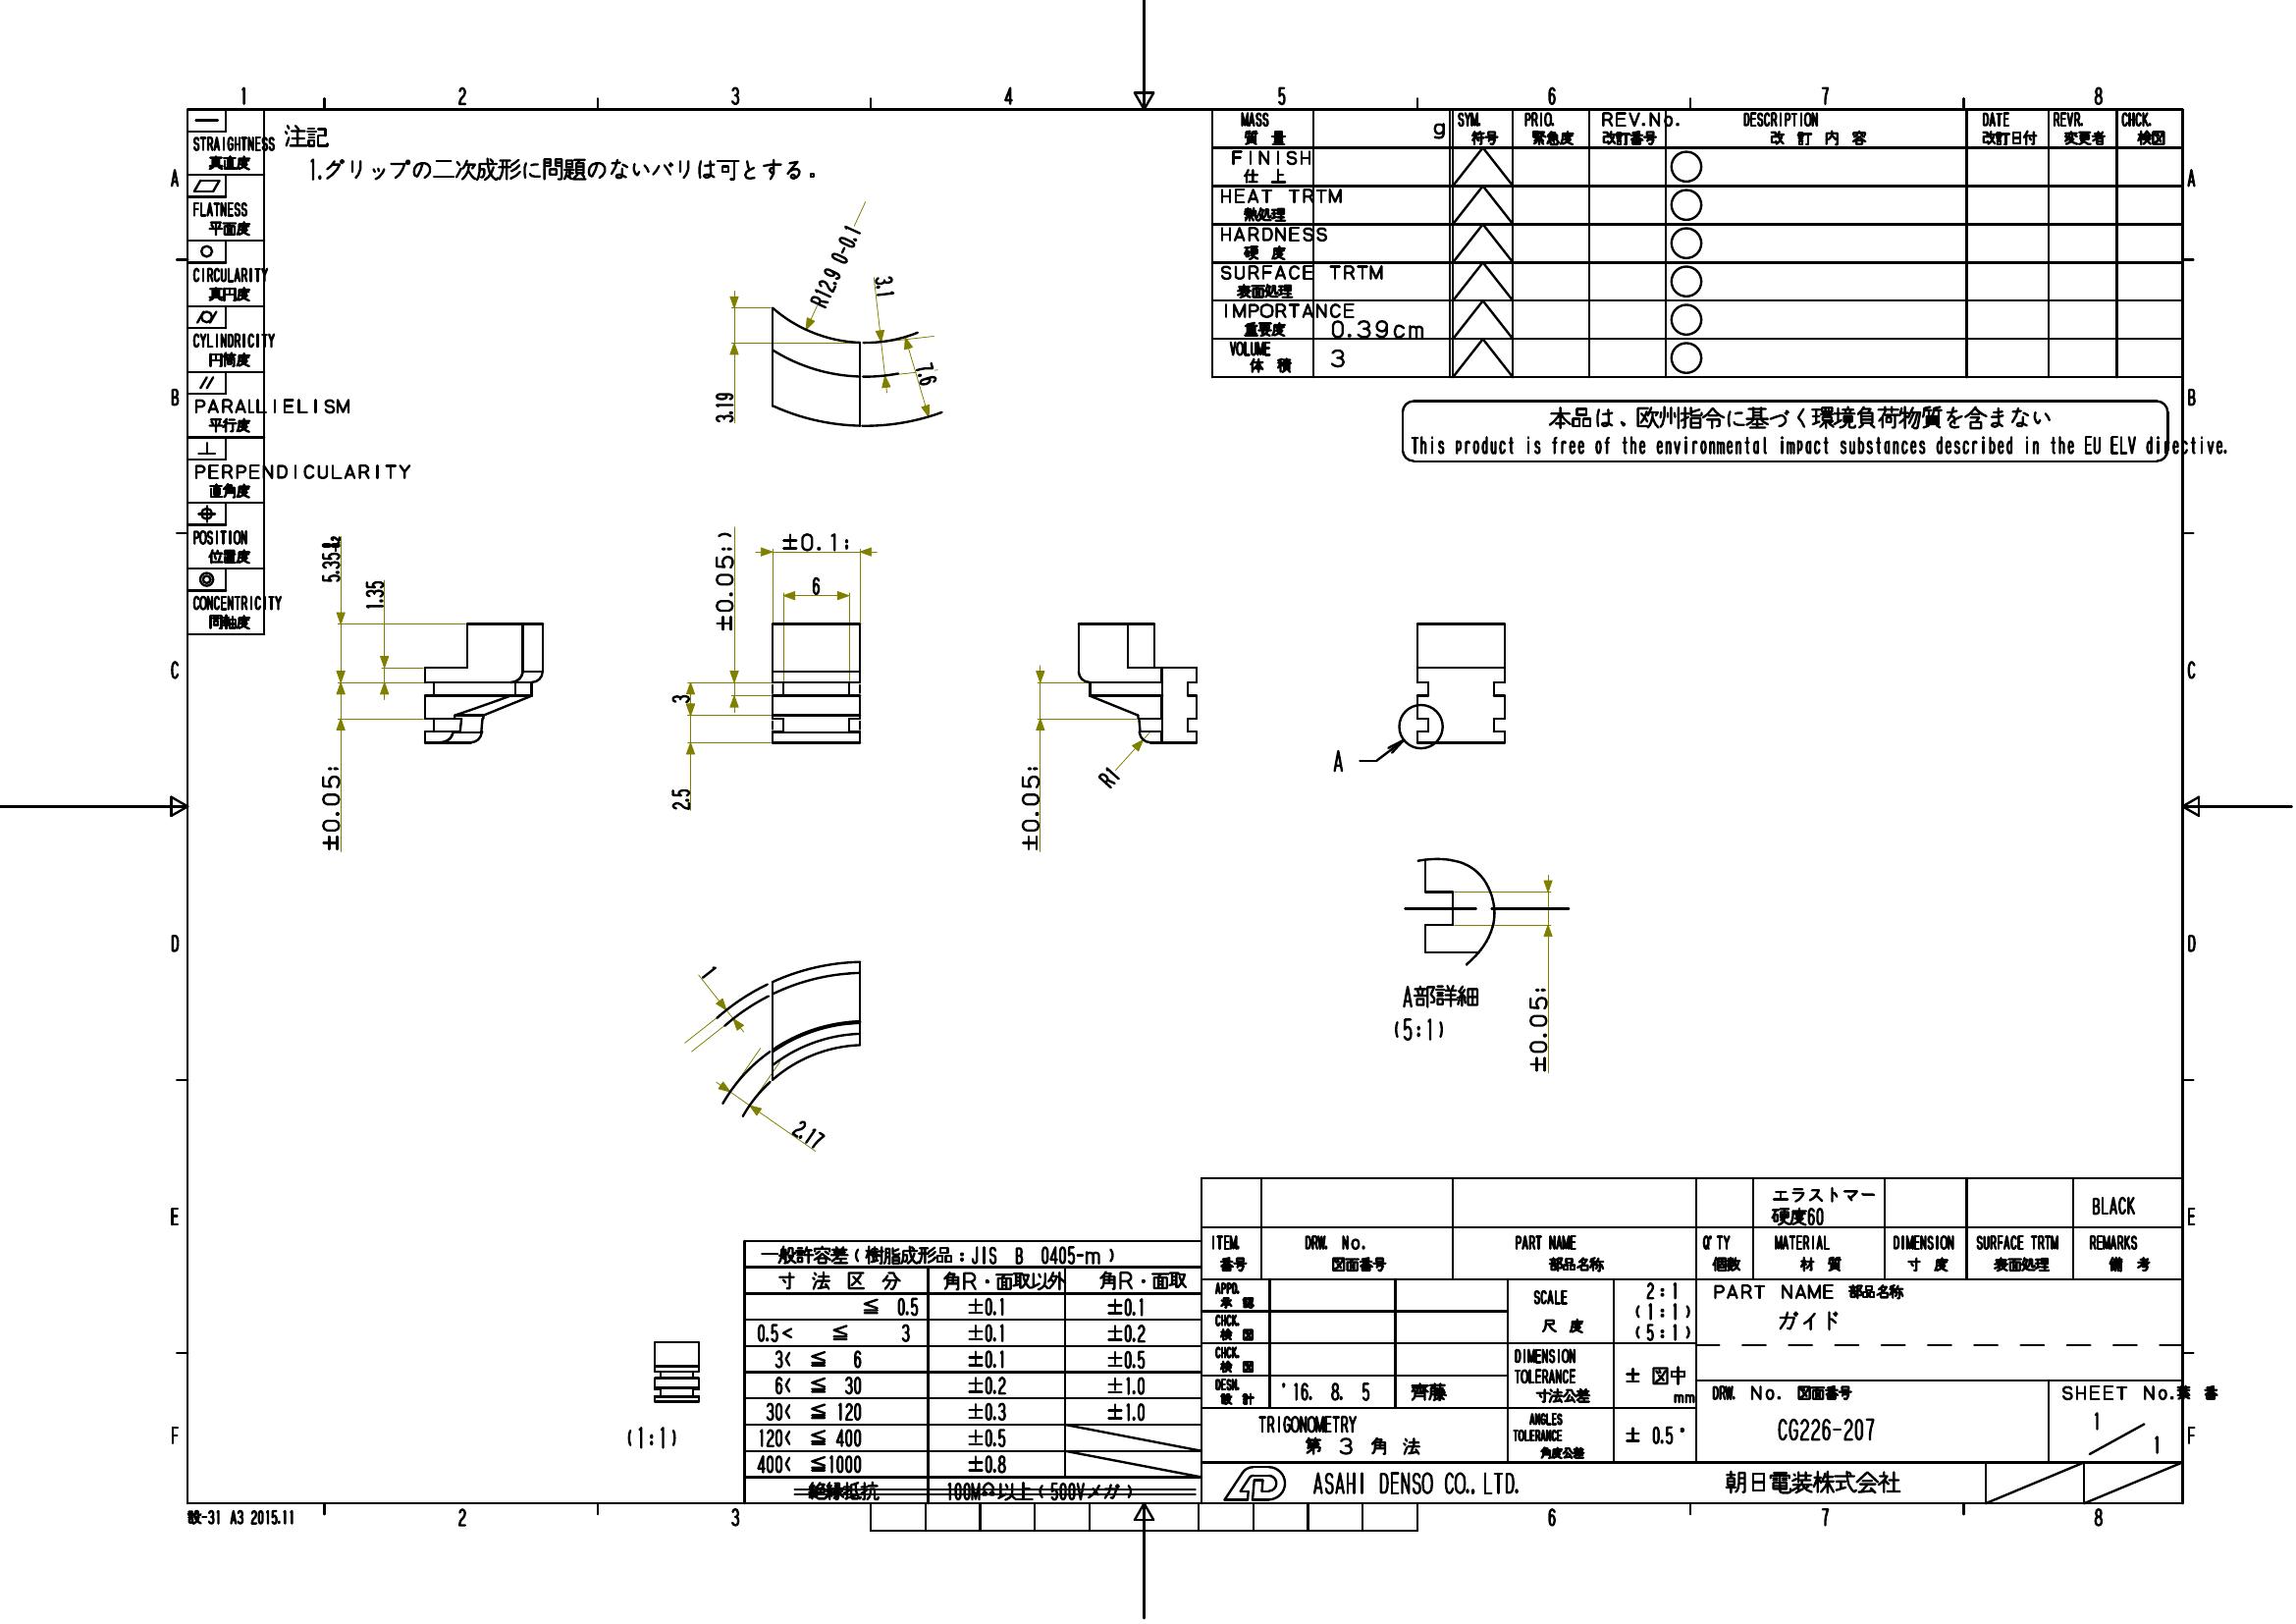 1 2 3 4 5 6 7 8
STRAIGHTNESS
真直度
FLATNESS
平面度
CIRCULARITY
真円度
CYLINDRICITY
円筒度
PARALLIELISM
平行度
PERPENDICULARITY
直角度
POSITION
位置度
CONCENTRICITY
同軸度
注記
1.グリップの二次成形に問題のないバリは可とする。
MASS
質 量
g
SYM.
符号
PRIO.
緊急度
REV.No.
改訂番号
DESCRIPTION
改 訂 内 容
DATE
改訂日付
REVR.
変更者
CHCK.
検図
FINISH
仕 上
HEAT TRTM
熱処理
HARDNESS
硬 度
SURFACE TRTM
表面処理
IMPORTANCE
重要度
0.39cm
VOLUME
体 積
3
本品は、欧州指令に基づく環境負荷物質を含まない
This product is free of the environmental impact substances described in the EU ELV directive.
A
B
C
D
E
F
A
B
C
D
E
F
R12.9 0-0.1
3.1
7.6
3.19
5.35
1.35
±0.05;
±0.05;)
±0.1;
6
3
2.5
±0.05;
R1
A
A部詳細
(5:1)
±0.05;
1
2.17
(1:1)
一般許容差(樹脂成形品:JIS B 0405-m)
寸 法 区 分 角R・面取以外 角R・面取
≦ 0.5 ±0.1 ±0.1
0.5< ≦ 3 ±0.1 ±0.2
3< ≦ 6 ±0.1 ±0.5
6< ≦ 30 ±0.2 ±1.0
30< ≦ 120 ±0.3 ±1.0
120< ≦ 400 ±0.5
400< ≦1000 ±0.8
絶縁抵抗 100MΩ以上(500Vメガ)
エラストマー
硬度60
BLACK
ITEM.
番号
DRW. No.
図面番号
PART NAME
部品名称
Q'TY
個数
MATERIAL
材 質
DIMENSION
寸 度
SURFACE TRTM
表面処理
REMARKS
備 考
APPD.
承 認
CHCK.
検 図
CHCK.
検 図
DESN.
設 計
'16. 8. 5
齊藤
SCALE
尺 度
2:1
(1:1)
(5:1)
DIMENSION
TOLERANCE
寸法公差
± 図中
mm
ANGLES
TOLERANCE
角度公差
± 0.5°
TRIGONOMETRY
第 3 角 法
PART NAME 部品名称
ガイド
DRW. No. 図面番号
CG226-207
SHEET No.葉 番
1
1
ASAHI DENSO CO., LTD.
朝日電装株式会社
設-31 A3 2015.11
2 3 6 7 8